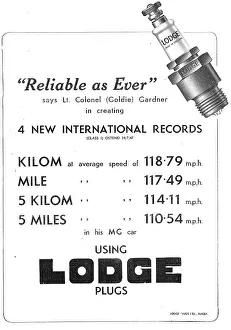 LODGE
"Reliable as Ever"
says Lt. Colonel (Goldie) Gardner
in creating
4 NEW INTERNATIONAL RECORDS
KILOM at average speed of 118·79 m.p.h.
MILE " " 117·49 m.p.h.
5 KILOM " " 114·11 m.p.h.
5 MILES " " 110·54 m.p.h.
in his MG car
USING
LODGE
PLUGS